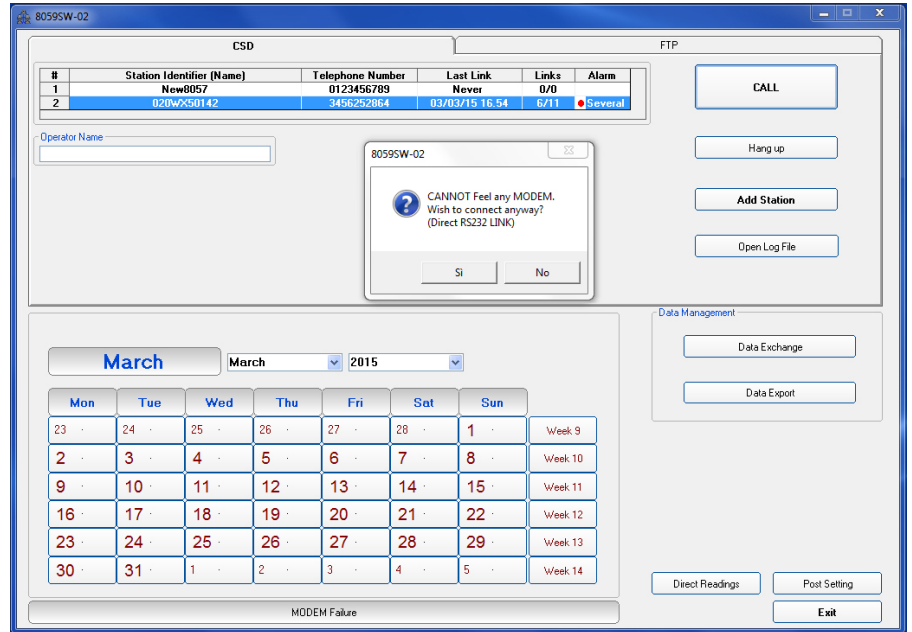 8059SW-02
CSD
FTP
# Station Identifier (Name) Telephone Number Last Link Links Alarm
1 New8057 0123456789 Never 0/0
2 020WX50142 3456252864 03/03/15 16.54 6/11 Several
CALL
Operator Name
Hang up
8059SW-02
CANNOT Feel any MODEM.
Wish to connect anyway?
(Direct RS232 LINK)
Sì No
Add Station
Open Log File
Data Management
Data Exchange
Data Export
March March 2015
Mon Tue Wed Thu Fri Sat Sun
23 24 25 26 27 28 1 Week 9
2 3 4 5 6 7 8 Week 10
9 10 11 12 13 14 15 Week 11
16 17 18 19 20 21 22 Week 12
23 24 25 26 27 28 29 Week 13
30 31 1 2 3 4 5 Week 14
Direct Readings Post Setting
MODEM Failure
Exit